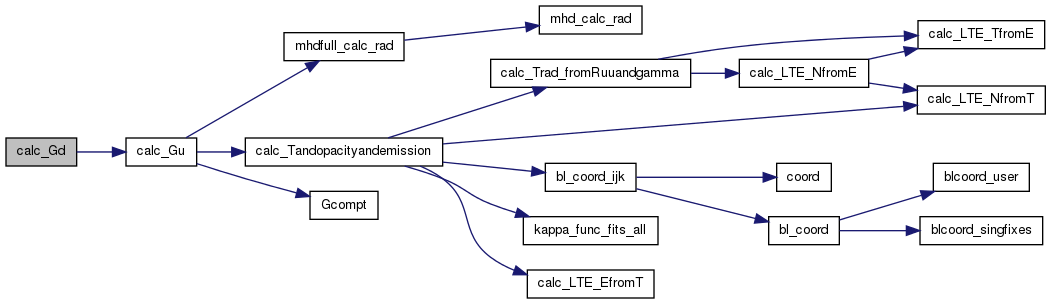 calc_Gd
calc_Gu
mhdfull_calc_rad
mhd_calc_rad
calc_Tandopacityandemission
Gcompt
calc_Trad_fromRuuandgamma
calc_LTE_NfromE
calc_LTE_TfromE
calc_LTE_NfromT
bl_coord_ijk
coord
bl_coord
blcoord_user
blcoord_singfixes
kappa_func_fits_all
calc_LTE_EfromT